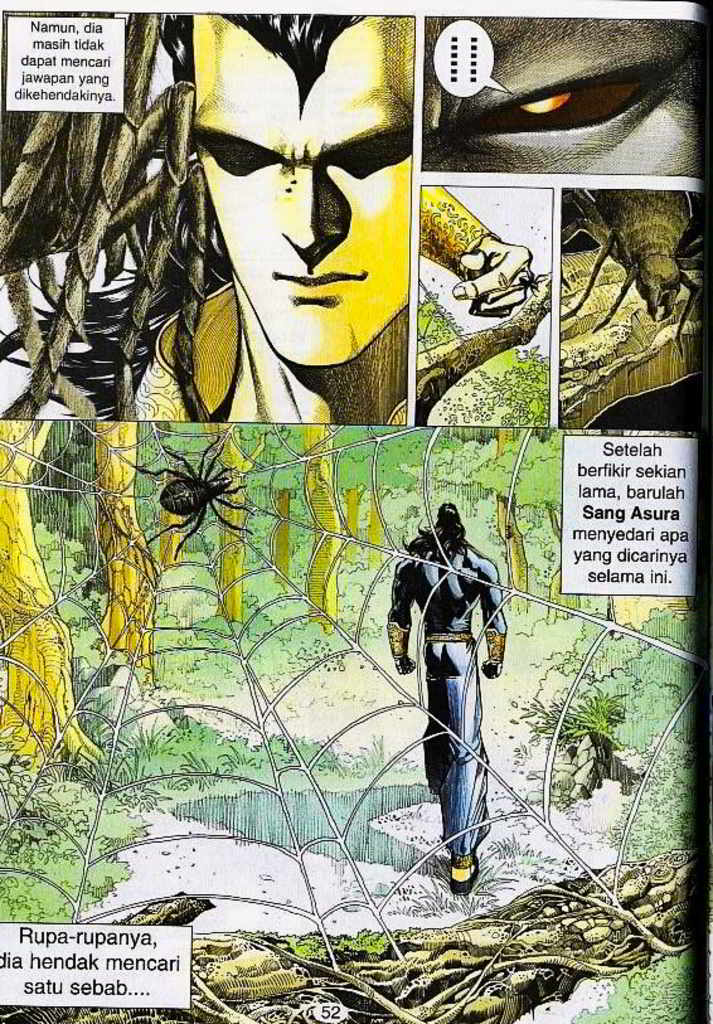 Namun, dia
masih tidak
dapat mencari
jawapan yang
dikehendakinya.
!!!!
Setelah
berfikir sekian
lama, barulah
Sang Asura
menyedari apa
yang dicarinya
selama ini.
Rupa-rupanya,
dia hendak mencari
satu sebab....
52